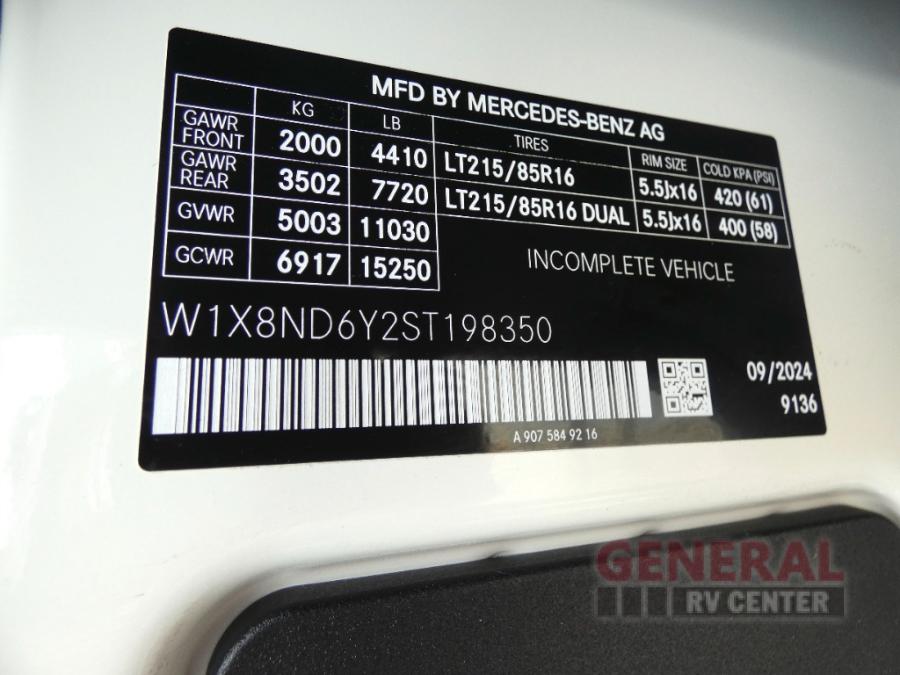 MFD BY MERCEDES-BENZ AG
KG LB TIRES RIM SIZE COLD KPA (PSI)
GAWR FRONT 2000 4410 LT215/85R16 5.5Jx16 420 (61)
GAWR REAR 3502 7720 LT215/85R16 DUAL 5.5Jx16 400 (58)
GVWR 5003 11030
GCWR 6917 15250
INCOMPLETE VEHICLE
W1X8ND6Y2ST198350
09/2024
9136
A 907 584 92 16
GENERAL
RV CENTER